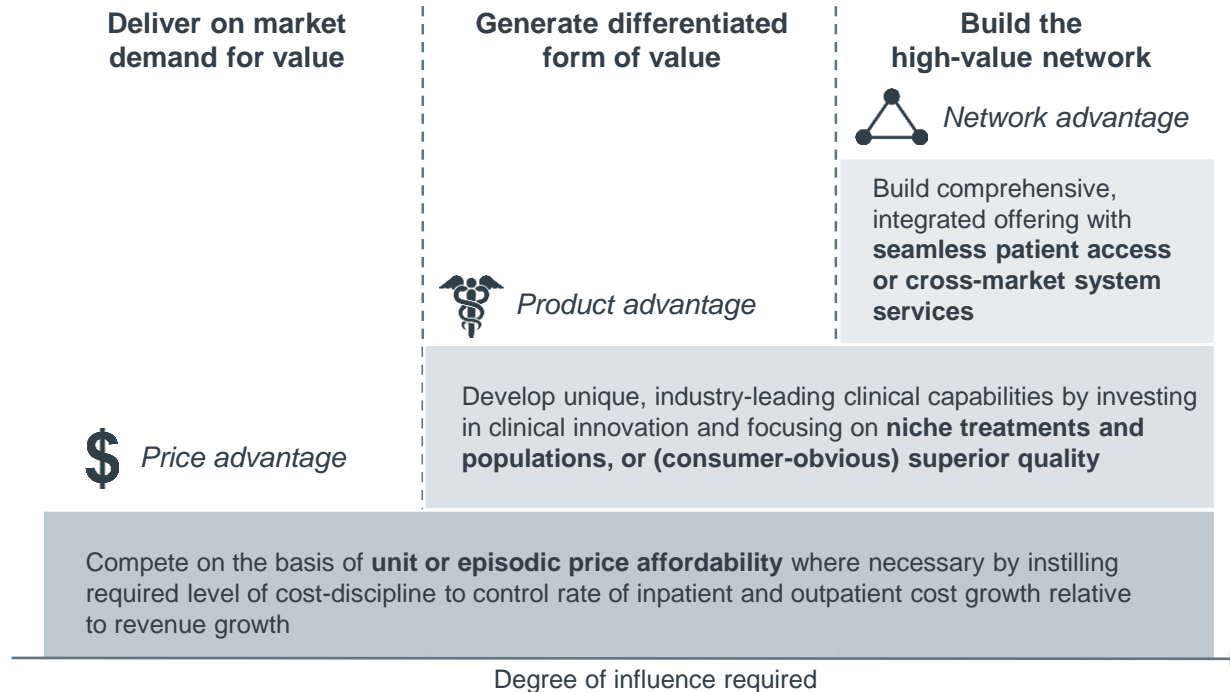 Deliver on market
demand for value
Generate differentiated
form of value
Build the
high-value network
Network advantage
Build comprehensive,
integrated offering with
seamless patient access
or cross-market system
services
Product advantage
Develop unique, industry-leading clinical capabilities by investing
in clinical innovation and focusing on niche treatments and
populations, or (consumer-obvious) superior quality
$ Price advantage
Compete on the basis of unit or episodic price affordability where necessary by instilling
required level of cost-discipline to control rate of inpatient and outpatient cost growth relative
to revenue growth
Degree of influence required